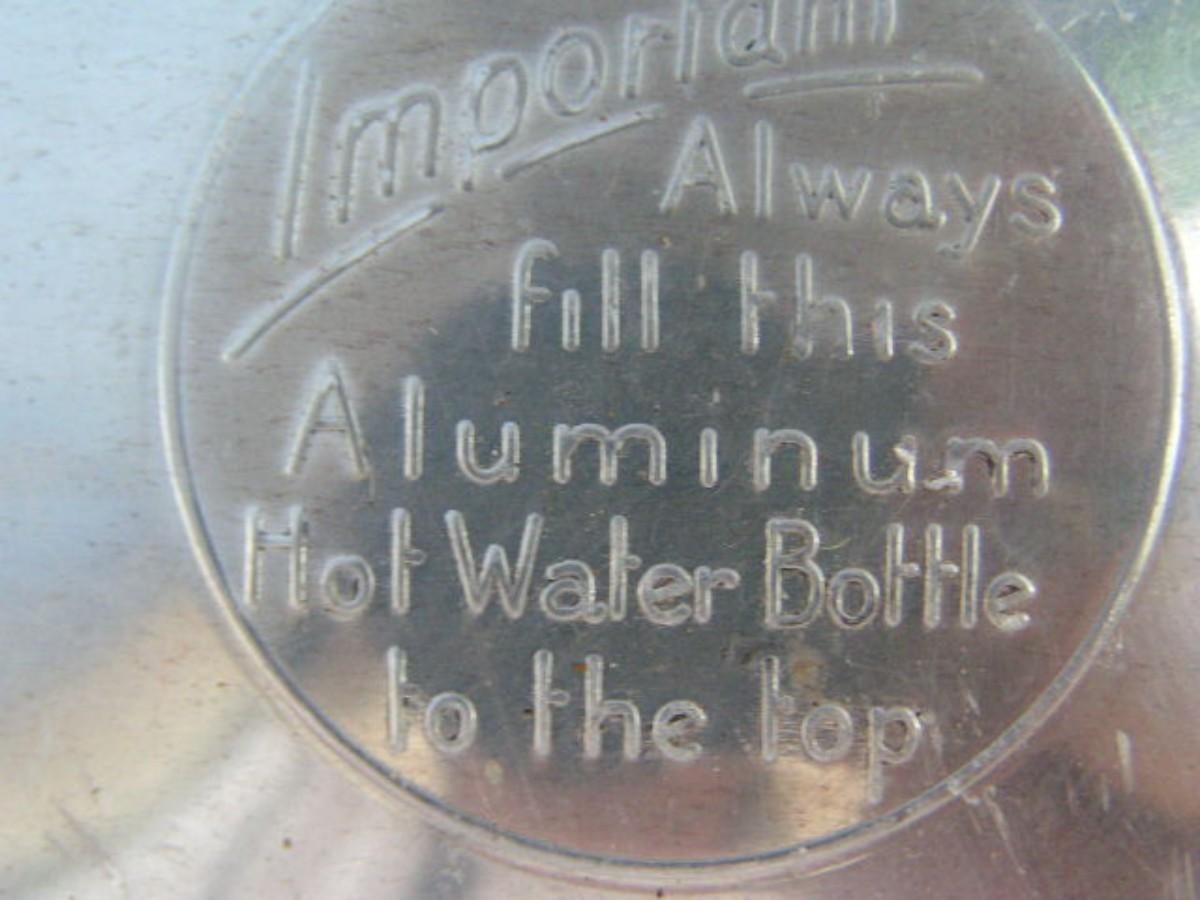 Important
Always
fill this
Aluminum
Hot Water Bottle
to the top